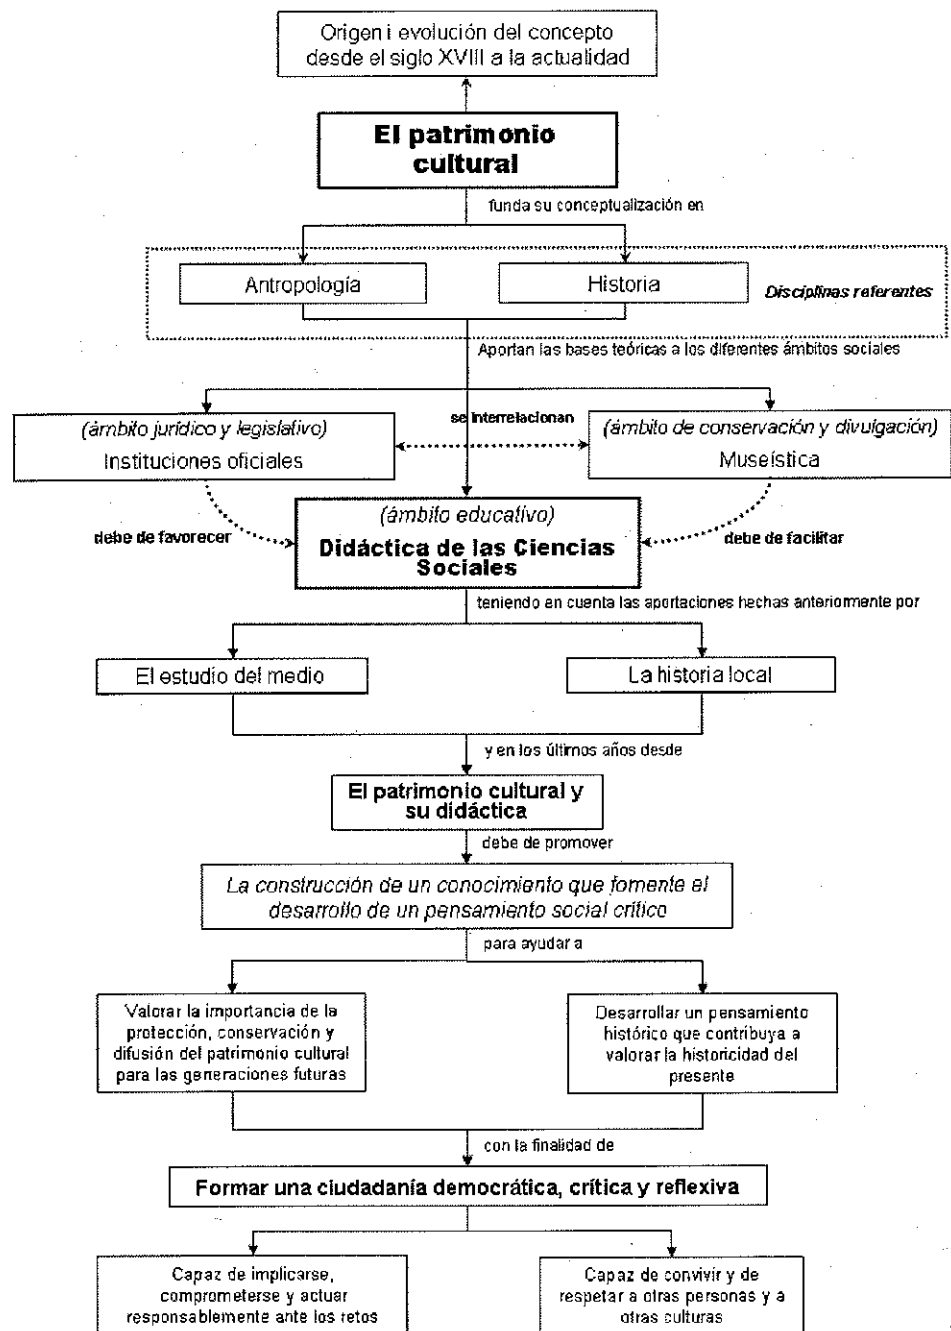 Origen i evolución del concepto
desde el siglo XVIII a la actualidad
El patrimonio
cultural
funda su conceptualización en
Antropología
Historia
Disciplinas referentes
Aportan las bases teóricas a los diferentes ámbitos sociales
(ámbito jurídico y legislativo)
Instituciones oficiales
se interrelacionan
(ámbito de conservación y divulgación)
Museística
debe de favorecer
(ámbito educativo)
Didáctica de las Ciencias
Sociales
debe de facilitar
teniendo en cuenta las aportaciones hechas anteriormente por
El estudio del medio
La historia local
y en los últimos años desde
El patrimonio cultural y
su didáctica
debe de promover
La construcción de un conocimiento que fomente el
desarrollo de un pensamiento social crítico
para ayudar a
Valorar la importancia de la
protección, conservación y
difusión del patrimonio cultural
para las generaciones futuras
Desarrollar un pensamiento
histórico que contribuya a
valorar la historicidad del
presente
con la finalidad de
Formar una ciudadanía democrática, crítica y reflexiva
Capaz de implicarse,
comprometerse y actuar
responsablemente ante los retos
Capaz de convivir y de
respetar a otras personas y a
otras culturas